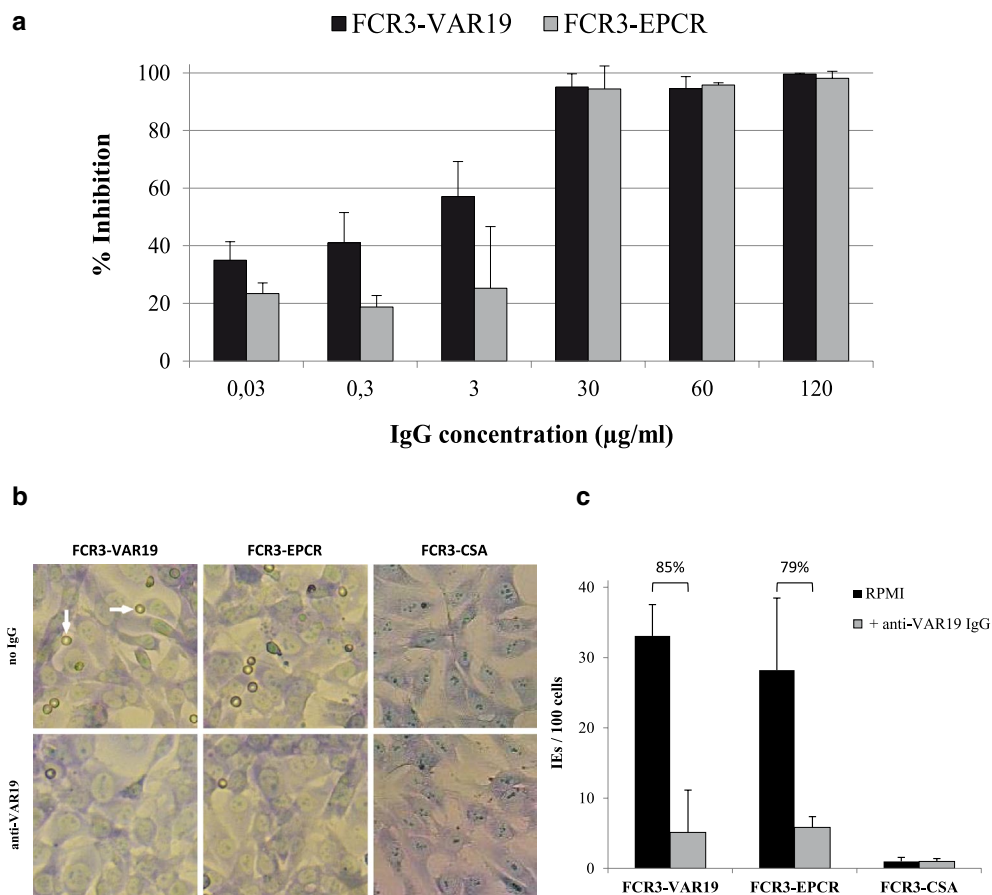 a
FCR3-VAR19 FCR3-EPCR
100
80
60
40
20
0
% Inhibition
0,03 0,3 3 30 60 120
IgG concentration (µg/ml)
b
FCR3-VAR19 FCR3-EPCR FCR3-CSA
no IgG
anti-VAR19
c
85% 79%
40
30
20
10
0
IEs / 100 cells
RPMI
+ anti-VAR19 IgG
FCR3-VAR19 FCR3-EPCR FCR3-CSA